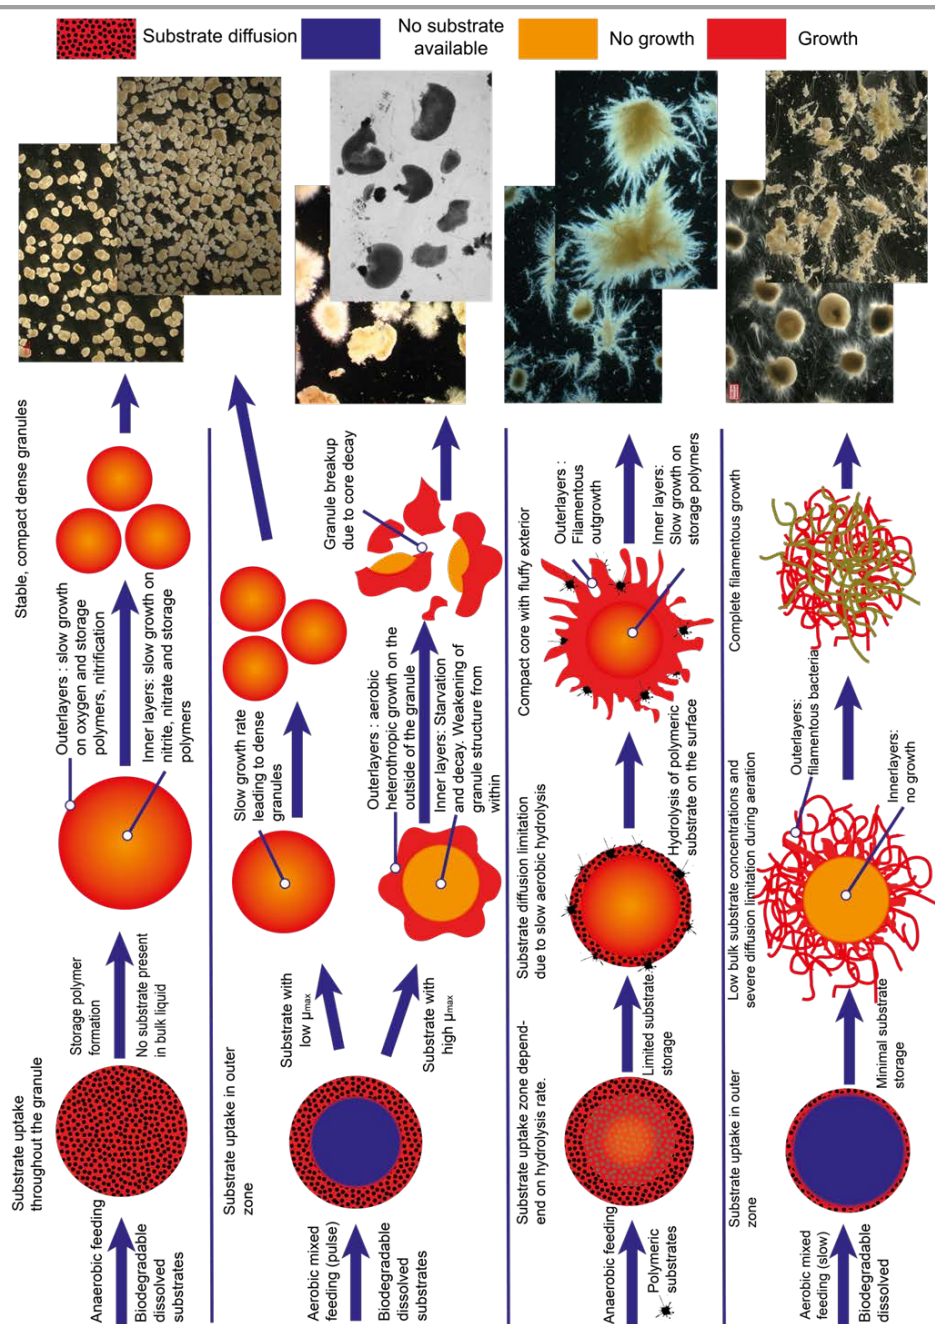 Substrate diffusion
No substrate
available
No growth
Growth
Anaerobic feeding
Biodegradable
dissolved
substrates
Substrate uptake
throughout the granule
Storage polymer
formation
No substrate present
in bulk liquid
Outerlayers : slow growth
on oxygen and storage
polymers, nitrification
Inner layers: slow growth on
nitrite, nitrate and storage
polymers
Stable, compact dense granules
Aerobic mixed
feeding (pulse)
Biodegradable
dissolved
substrates
Substrate uptake in outer
zone
Substrate with
low µmax
Substrate with
high µmax
Slow growth rate
leading to dense
granules
Outerlayers : aerobic
heterothropic growth on the
outside of the granule
Inner layers: Starvation
and decay. Weakening of
granule structure from
within
Granule breakup
due to core decay
Anaerobic feeding
Polymeric
substrates
Substrate uptake zone depend-
end on hydrolysis rate.
Limited substrate
storage
Substrate diffusion limitation
due to slow aerobic hydrolysis
Hydrolysis of polymeric
substrate on the surface
Compact core with fluffy exterior
Outerlayers :
Filamentous
outgrowth
Inner layers:
Slow growth on
storage polymers
Aerobic mixed
feeding (slow)
Biodegradable
dissolved
Substrate uptake in outer
zone
Minimal substrate
storage
Low bulk substrate concentrations and
severe diffusion limitation during aeration
Outerlayers:
filamentous bacteria
Innerlayers:
no growth
Complete filamentous growth